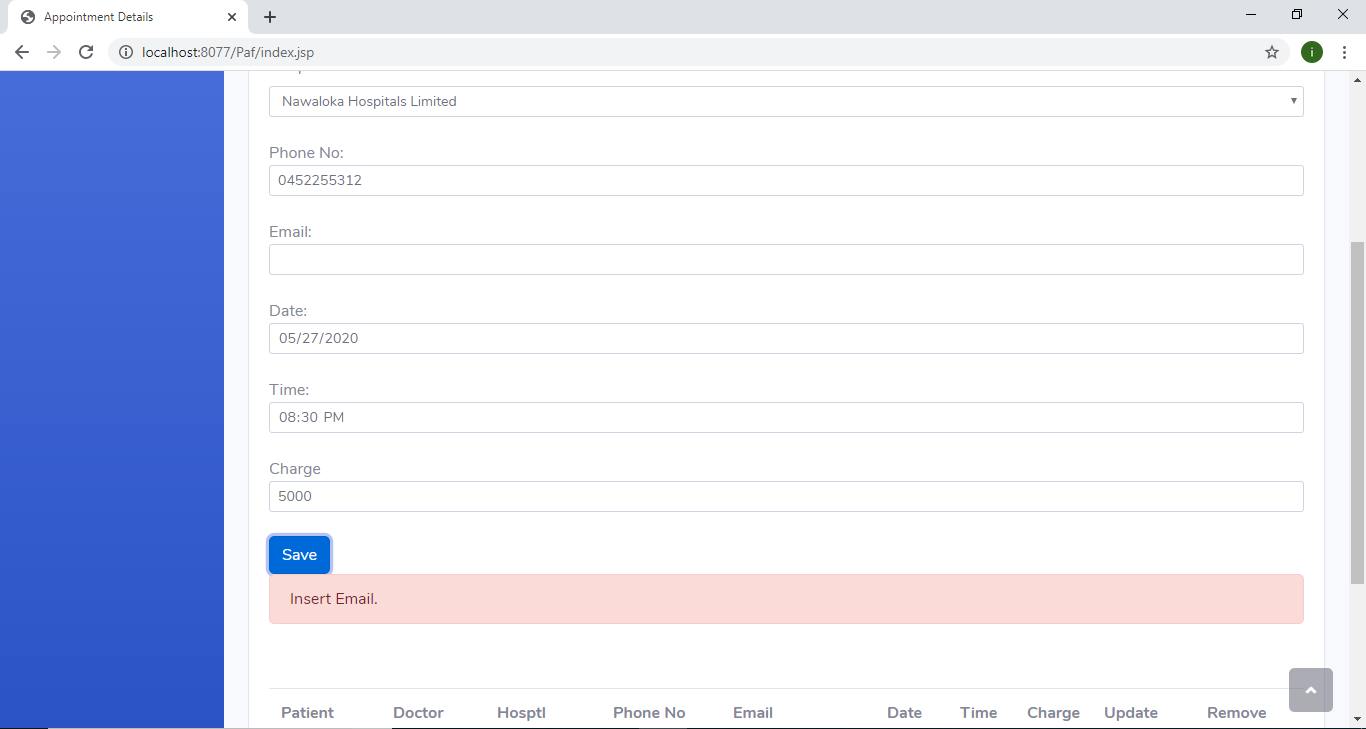 Appointment Details
localhost:8077/Paf/index.jsp
i
Nawaloka Hospitals Limited
Phone No:
0452255312
Email:
Date:
05/27/2020
Time:
08:30 PM
Charge
5000
Save
Insert Email.
Patient Doctor Hosptl Phone No Email Date Time Charge Update Remove